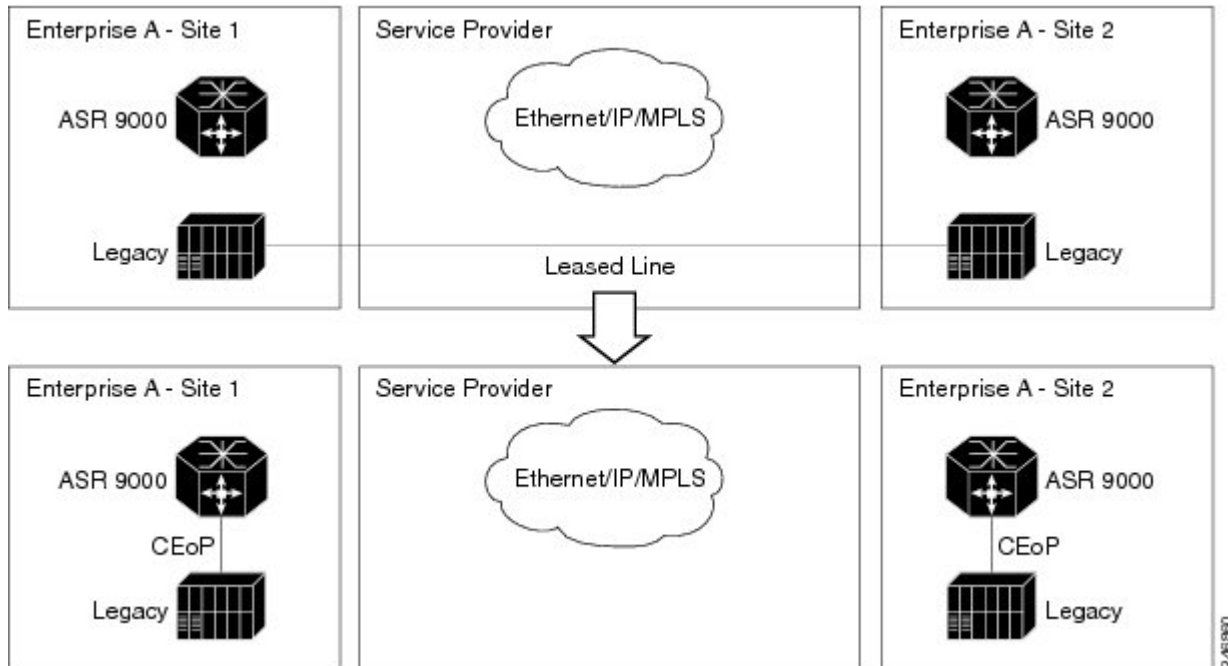 Enterprise A - Site 1
Service Provider
Enterprise A - Site 2
ASR 9000
Ethernet/IP/MPLS
ASR 9000
Legacy
Leased Line
Legacy
Enterprise A - Site 1
Service Provider
Enterprise A - Site 2
ASR 9000
Ethernet/IP/MPLS
ASR 9000
CEoP
CEoP
Legacy
Legacy